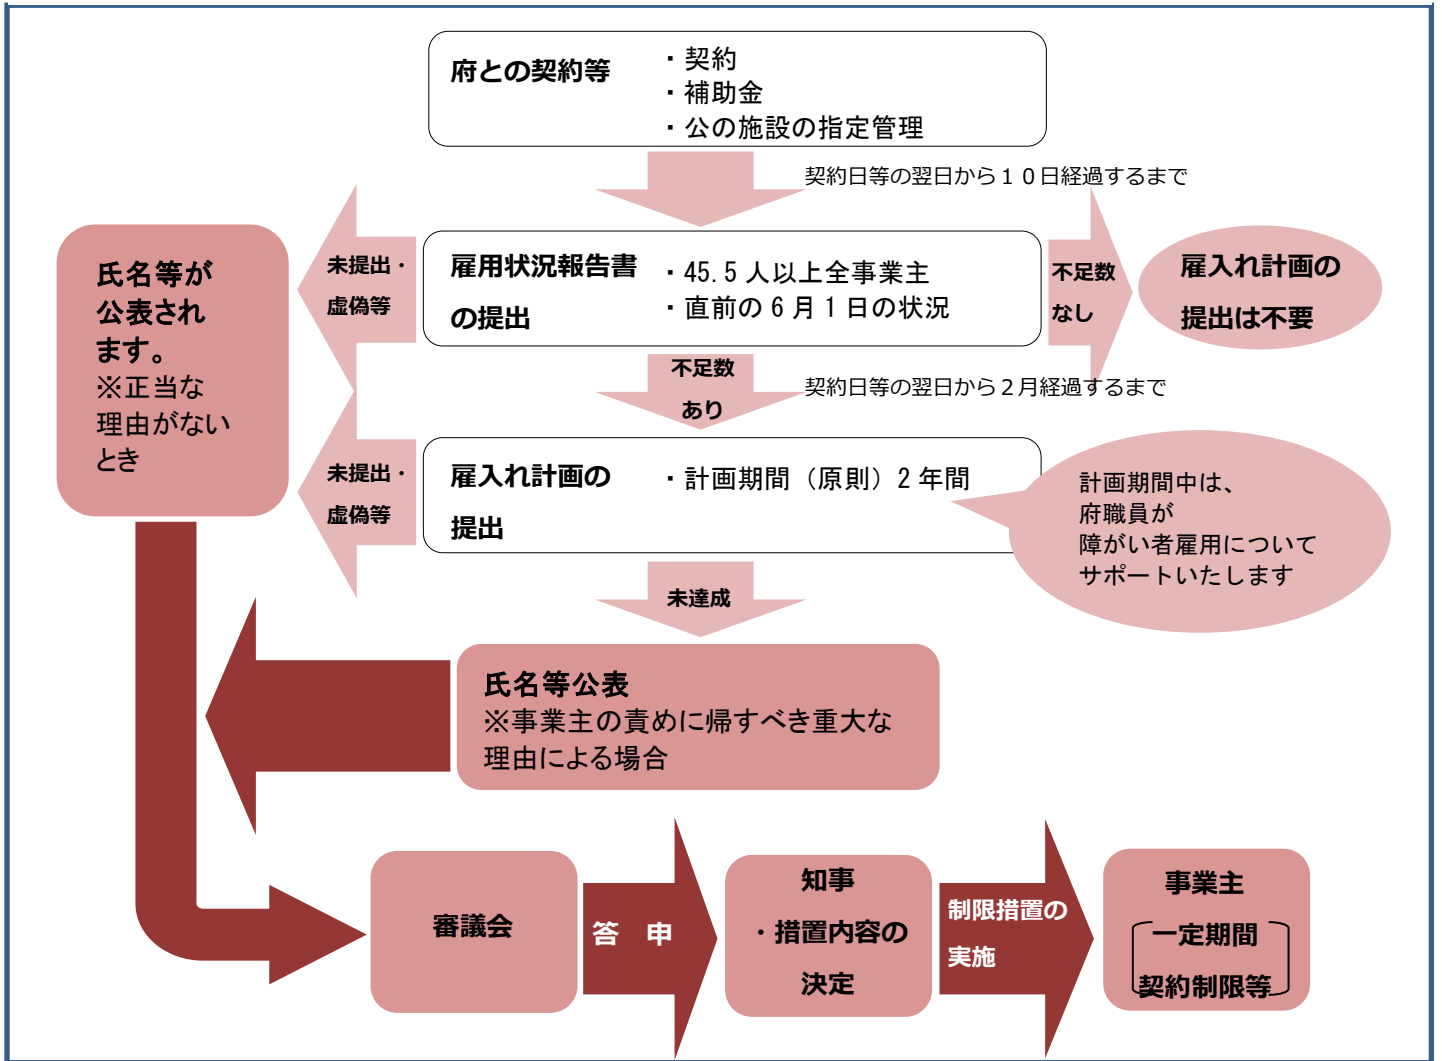 府との契約等
・契約
・補助金
・公の施設の指定管理
契約日等の翌日から１０日経過するまで
氏名等が
公表され
ます。
※正当な
理由がない
とき
未提出・
虚偽等
雇用状況報告書
の提出
・45.5人以上全事業主
・直前の6月1日の状況
不足数
なし
雇入れ計画の
提出は不要
不足数
あり
契約日等の翌日から２月経過するまで
未提出・
虚偽等
雇入れ計画の
提出
・計画期間（原則）2年間
計画期間中は、
府職員が
障がい者雇用について
サポートいたします
未達成
氏名等公表
※事業主の責めに帰すべき重大な
理由による場合
審議会
答　申
知事
・措置内容の
決定
制限措置の
実施
事業主
一定期間
契約制限等